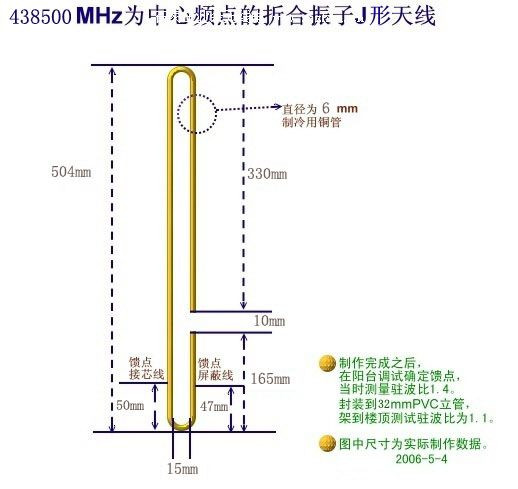 438500 MHz为中心频点的折合振子J形天线
直径为 6 mm
制冷用铜管
504mm
330mm
10mm
馈点
接芯线
馈点
屏蔽线
165mm
50mm
47mm
15mm
制作完成之后，
在阳台调试确定馈点，
当时测量驻波比1.4。
封装到32mmPVC立管，
架到楼顶测试驻波比为1.1。
图中尺寸为实际制作数据。
2006-5-4